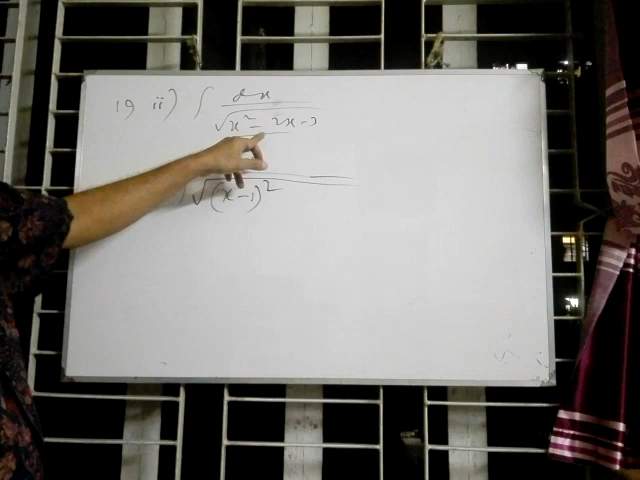 19 ii) ∫ dx / √x² - 2x - 3
√(x-1)²